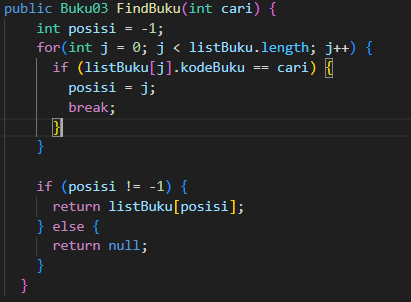 public Buku03 FindBuku(int cari) {
int posisi = -1;
for(int j = 0; j < listBuku.length; j++) {
if (listBuku[j].kodeBuku == cari) {
posisi = j;
break;
}
}
if (posisi != -1) {
return listBuku[posisi];
} else {
return null;
}
}